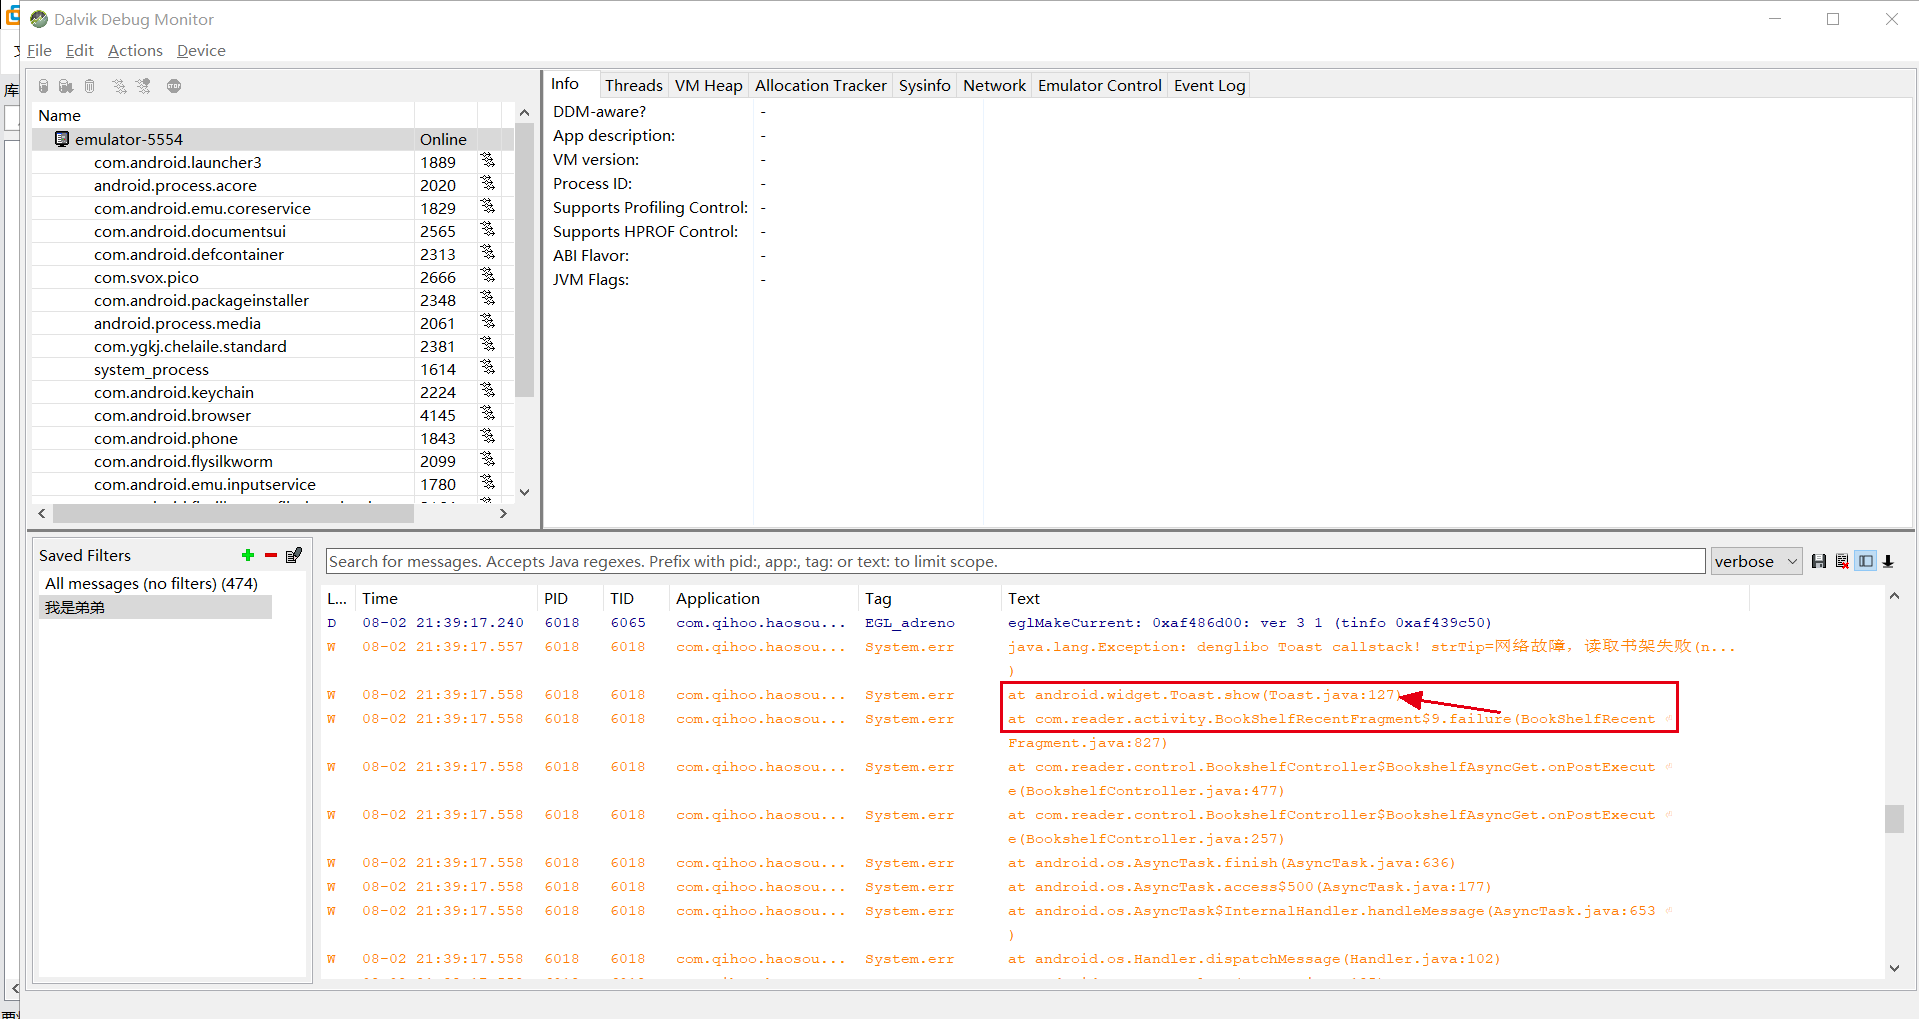 Dalvik Debug Monitor
File Edit Actions Device
库
Name
emulator-5554 Online
com.android.launcher3 1889
android.process.acore 2020
com.android.emu.coreservice 1829
com.android.documentsui 2565
com.android.defcontainer 2313
com.svox.pico 2666
com.android.packageinstaller 2348
android.process.media 2061
com.ygkj.chelaile.standard 2381
system_process 1614
com.android.keychain 2224
com.android.browser 4145
com.android.phone 1843
com.android.flysilkworm 2099
com.android.emu.inputservice 1780
Info Threads VM Heap Allocation Tracker Sysinfo Network Emulator Control Event Log
DDM-aware? -
App description: -
VM version: -
Process ID: -
Supports Profiling Control: -
Supports HPROF Control: -
ABI Flavor: -
JVM Flags: -
Saved Filters
All messages (no filters) (474)
我是弟弟
Search for messages. Accepts Java regexes. Prefix with pid:, app:, tag: or text: to limit scope.
verbose
L... Time PID TID Application Tag Text
D 08-02 21:39:17.240 6018 6065 com.qihoo.haosou... EGL_adreno eglMakeCurrent: 0xaf486d00: ver 3 1 (tinfo 0xaf439c50)
W 08-02 21:39:17.557 6018 6018 com.qihoo.haosou... System.err java.lang.Exception: denglibo Toast callstack! strTip=网络故障，读取书架失败(n...
)
W 08-02 21:39:17.558 6018 6018 com.qihoo.haosou... System.err at android.widget.Toast.show(Toast.java:127)
W 08-02 21:39:17.558 6018 6018 com.qihoo.haosou... System.err at com.reader.activity.BookShelfRecentFragment$9.failure(BookShelfRecent
Fragment.java:827)
W 08-02 21:39:17.558 6018 6018 com.qihoo.haosou... System.err at com.reader.control.BookshelfController$BookshelfAsyncGet.onPostExecut
e(BookshelfController.java:477)
W 08-02 21:39:17.558 6018 6018 com.qihoo.haosou... System.err at com.reader.control.BookshelfController$BookshelfAsyncGet.onPostExecut
e(BookshelfController.java:257)
W 08-02 21:39:17.558 6018 6018 com.qihoo.haosou... System.err at android.os.AsyncTask.finish(AsyncTask.java:636)
W 08-02 21:39:17.558 6018 6018 com.qihoo.haosou... System.err at android.os.AsyncTask.access$500(AsyncTask.java:177)
W 08-02 21:39:17.558 6018 6018 com.qihoo.haosou... System.err at android.os.AsyncTask$InternalHandler.handleMessage(AsyncTask.java:653
)
W 08-02 21:39:17.558 6018 6018 com.qihoo.haosou... System.err at android.os.Handler.dispatchMessage(Handler.java:102)